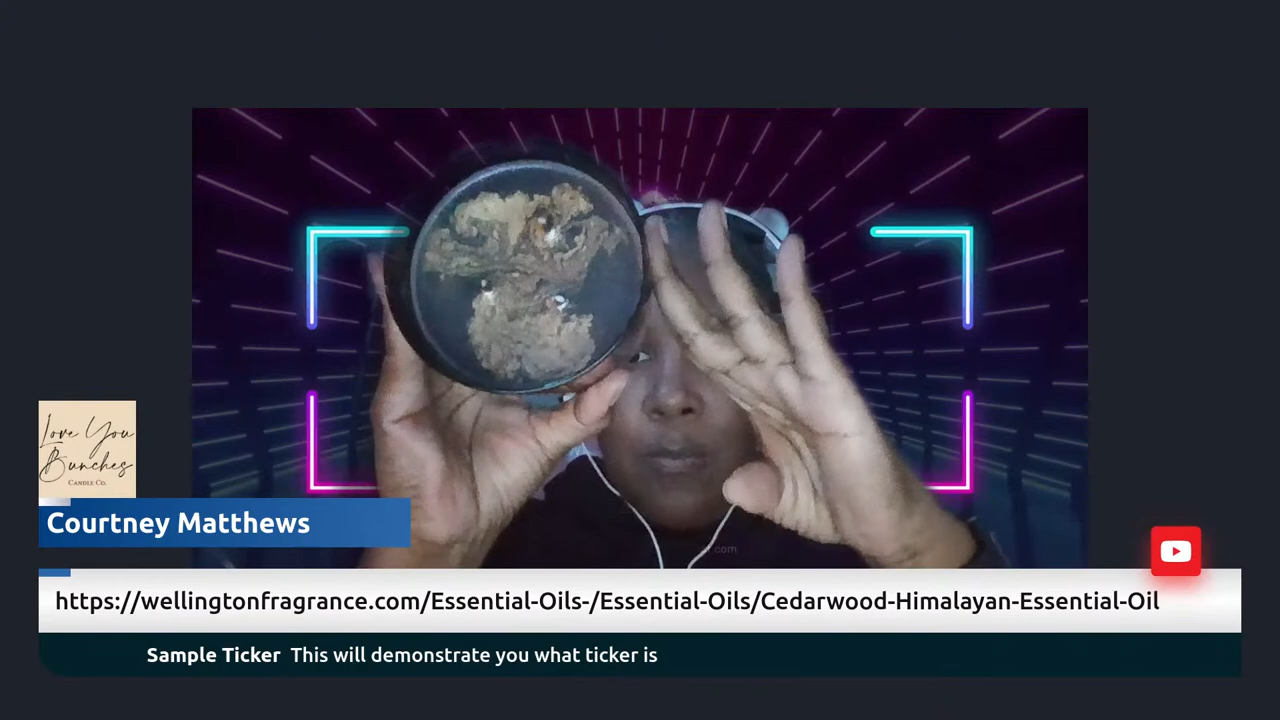 Love You
Bunches
CANDLE CO.
Courtney Matthews
https://wellingtonfragrance.com/Essential-Oils-/Essential-Oils/Cedarwood-Himalayan-Essential-Oil
Sample Ticker This will demonstrate you what ticker is